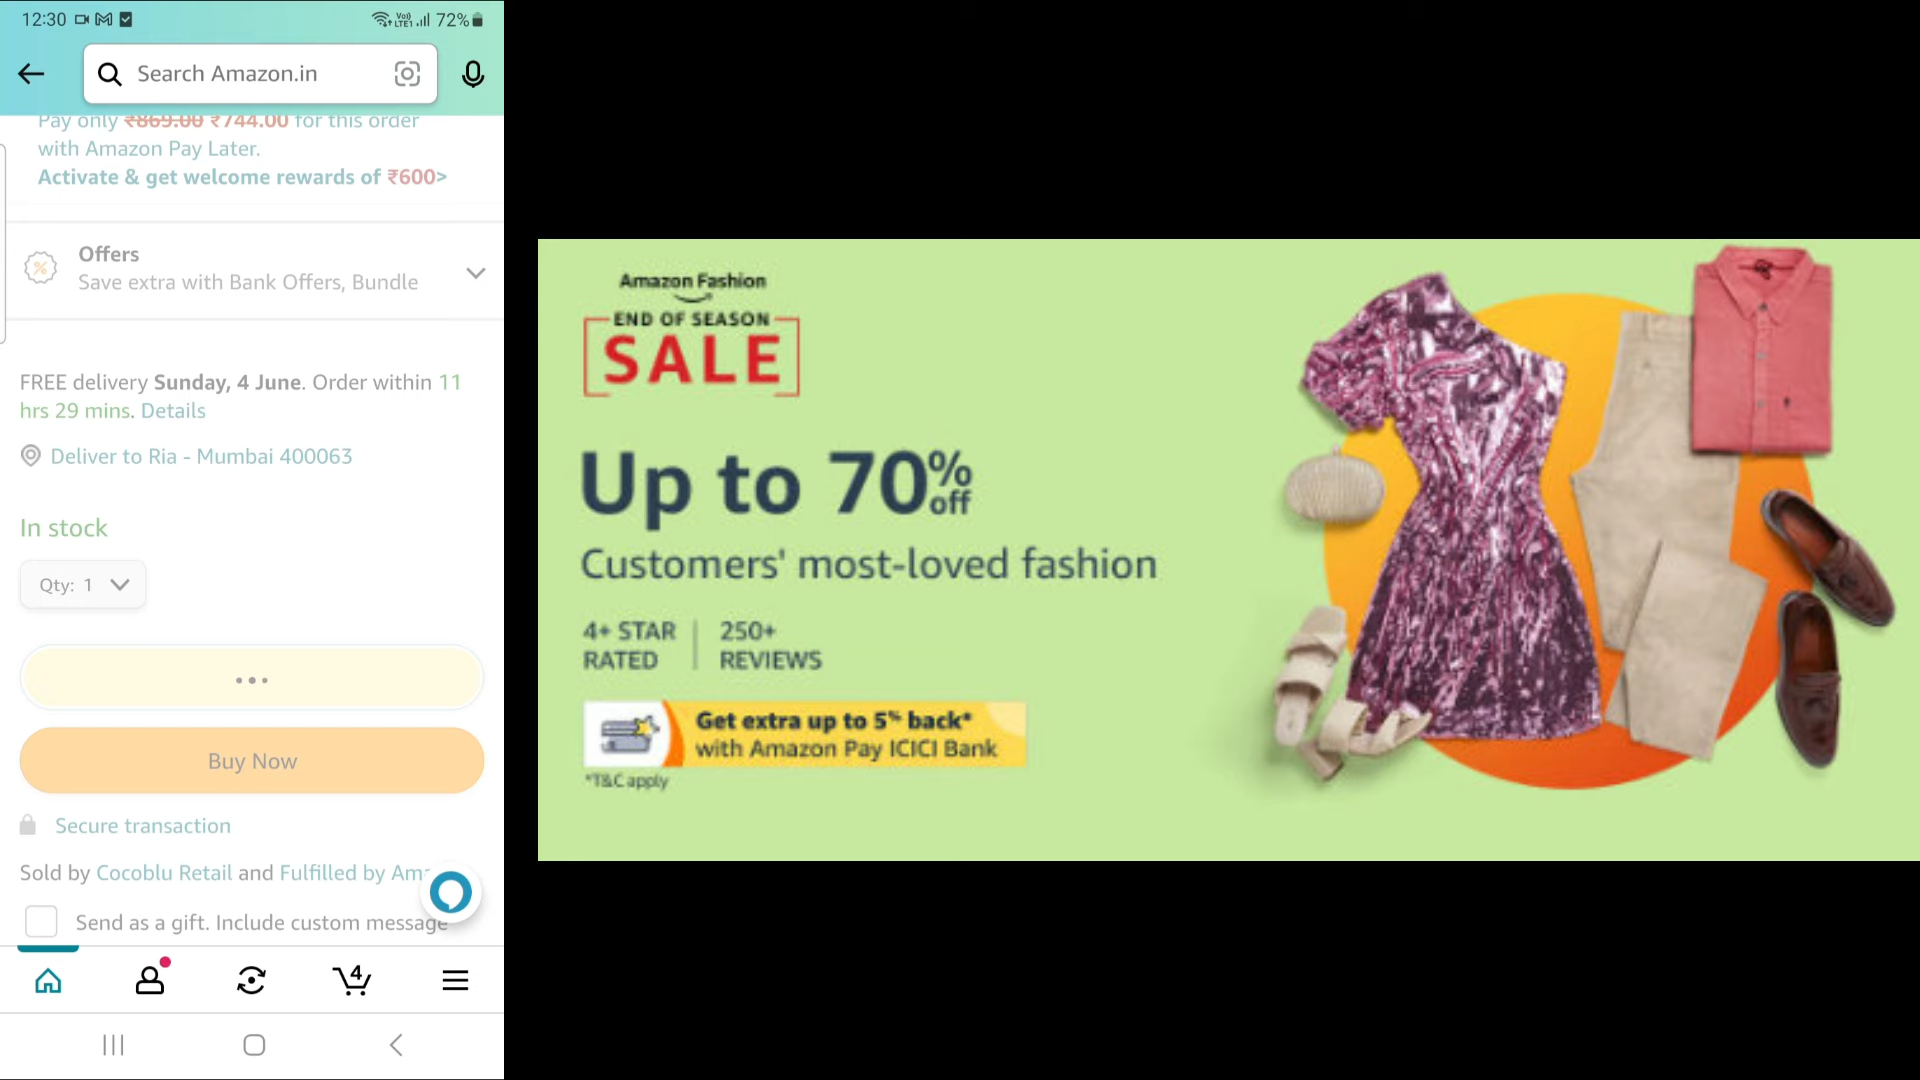 12:30
Vo)) LTE1 72%
Search Amazon.in
Pay only ₹869.00 ₹744.00 for this order
with Amazon Pay Later.
Activate & get welcome rewards of ₹600>
Offers
Save extra with Bank Offers, Bundle
FREE delivery Sunday, 4 June. Order within 11
hrs 29 mins. Details
Deliver to Ria - Mumbai 400063
In stock
Qty: 1
Buy Now
Secure transaction
Sold by Cocoblu Retail and Fulfilled by Ama
Send as a gift. Include custom message
4
Amazon Fashion
END OF SEASON
SALE
Up to 70% off
Customers' most-loved fashion
4+ STAR
RATED
250+
REVIEWS
Get extra up to 5% back*
with Amazon Pay ICICI Bank
*T&C apply